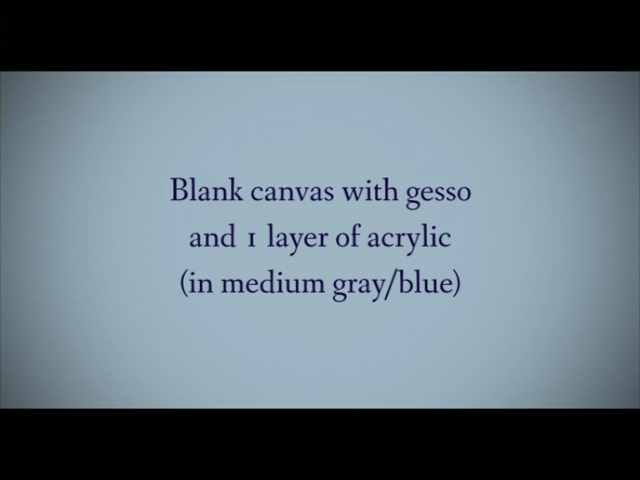 Blank canvas with gesso
and 1 layer of acrylic
(in medium gray/blue)